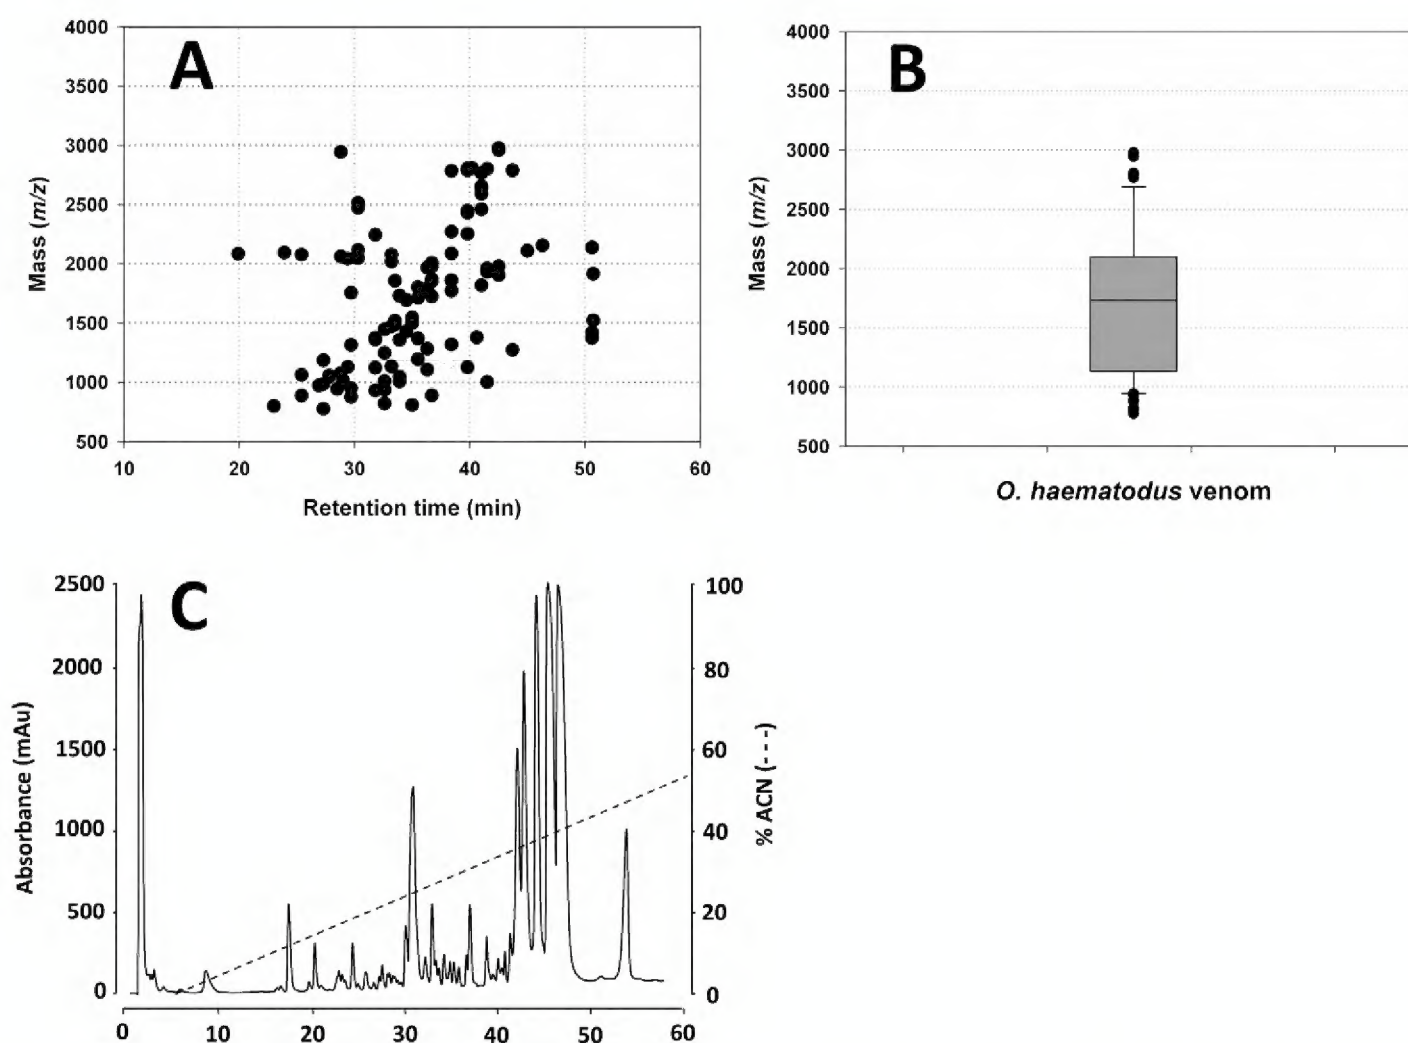 A
4000
3500
3000
2500
2000
1500
1000
500
Mass (m/z)
10 20 30 40 50 60
Retention time (min)
B
4000
3500
3000
2500
2000
1500
1000
500
Mass (m/z)
O. haematodus venom
C
2500
2000
1500
1000
500
0
Absorbance (mAu)
100
80
60
40
20
0
% ACN (- - -)
0 10 20 30 40 50 60